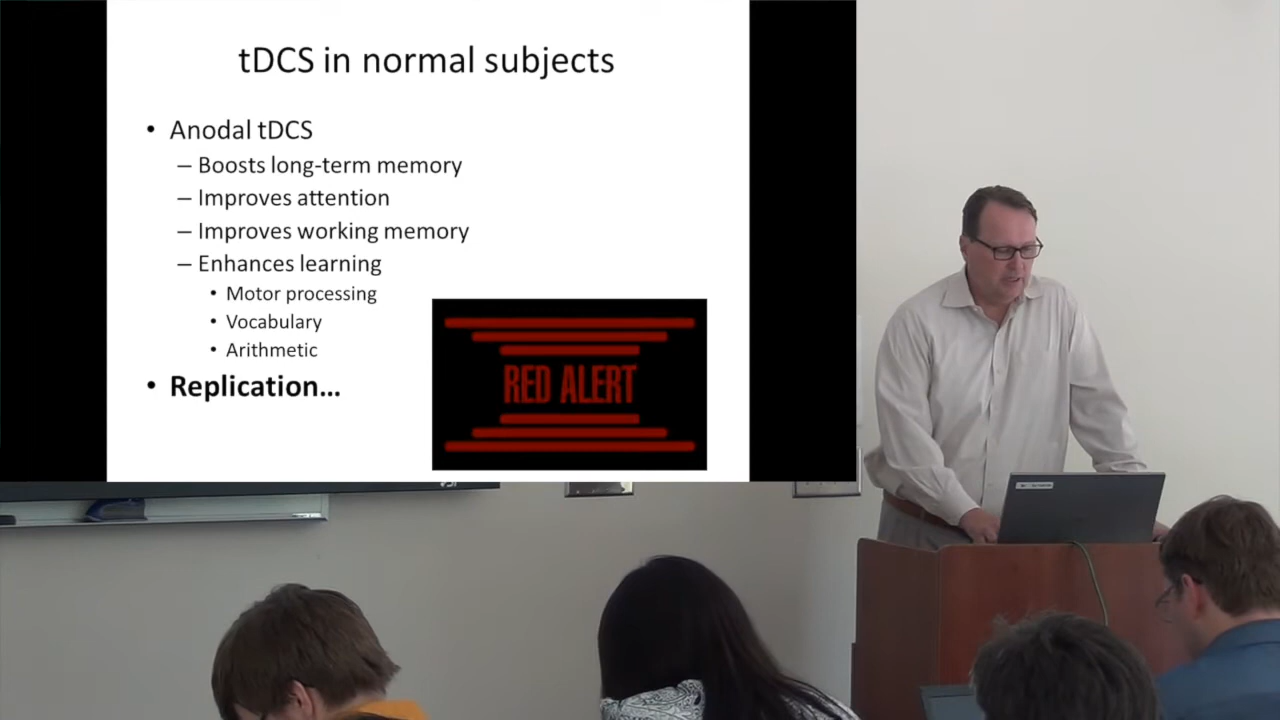 tDCS in normal subjects
• Anodal tDCS
– Boosts long-term memory
– Improves attention
– Improves working memory
– Enhances learning
• Motor processing
• Vocabulary
• Arithmetic
• Replication...
RED ALERT